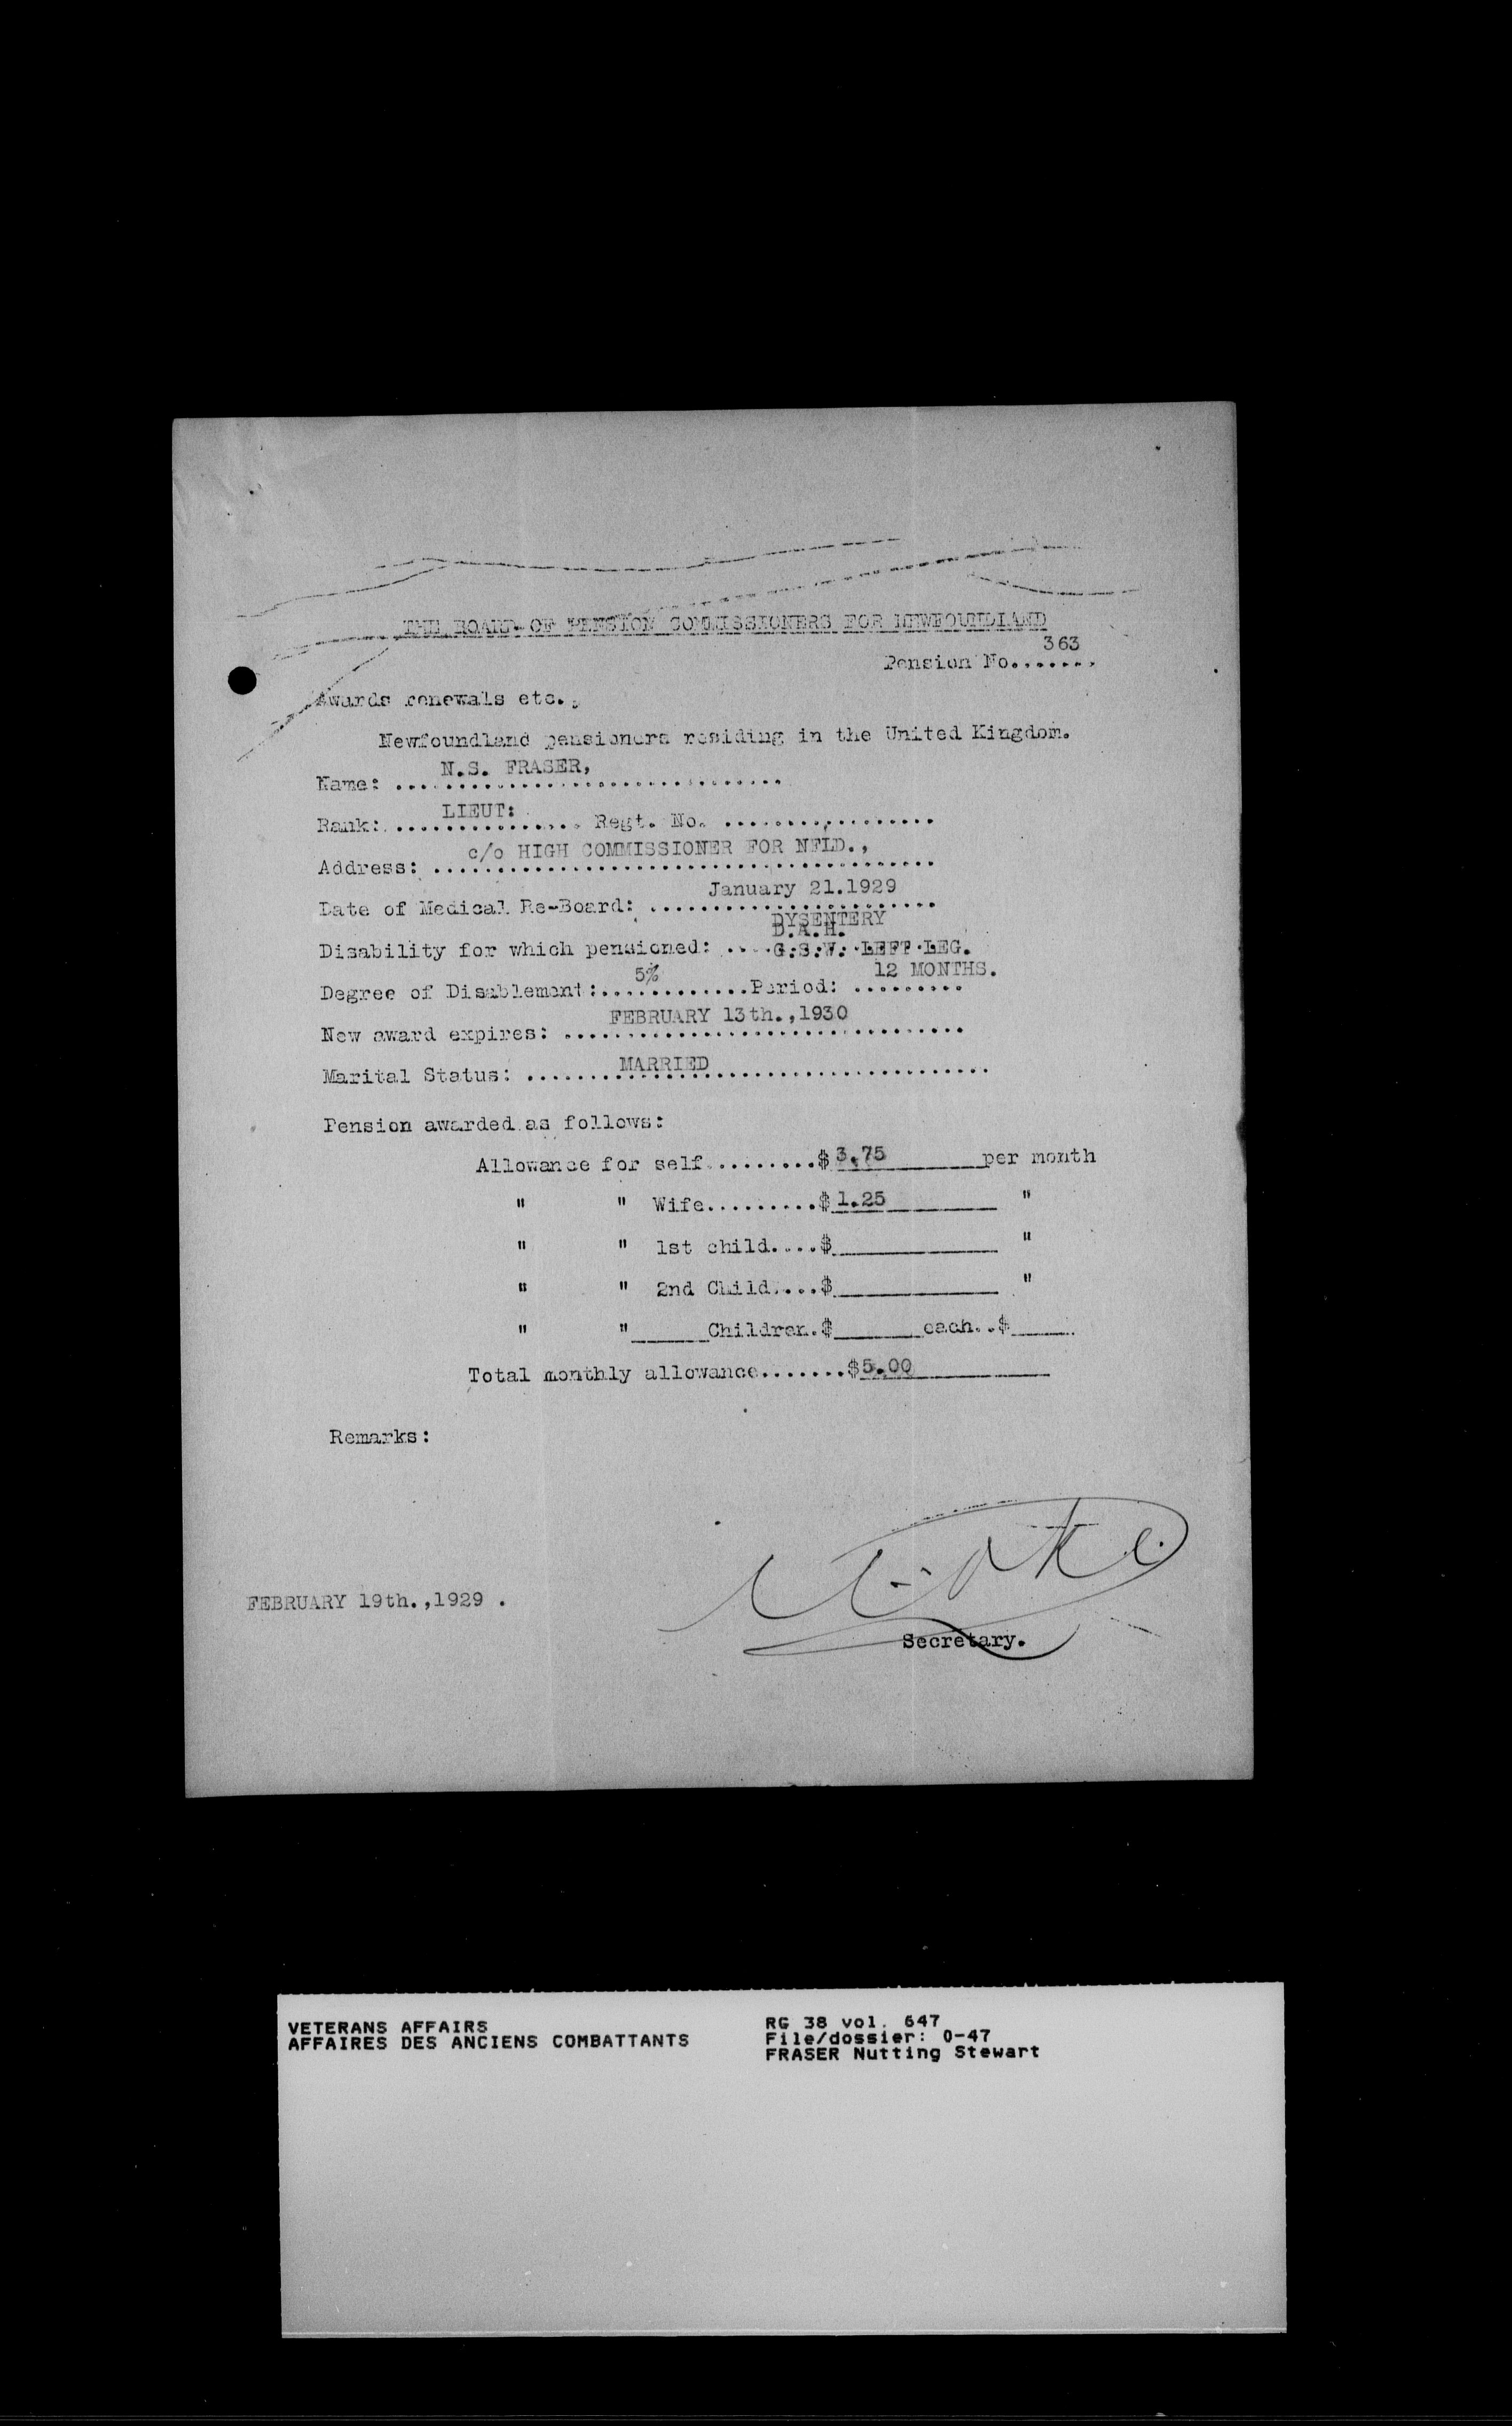 THE BOARD OF PENSION COMMISSIONERS FOR NEWFOUNDLAND
363
Pension No.......
Awards renewals etc.,
Newfoundland pensioners residing in the United Kingdom.
Name: N.S. FRASER,
Rank: LIEUT: Regt. No. .................
Address: c/o HIGH COMMISSIONER FOR NFLD.,
Date of Medical Re-Board: January 21.1929
DYSENTERY
D.A.H.
Disability for which pensioned: ....G.S.W. LEFT LEG.
Degree of Disablement: 5% Period: 12 MONTHS.
New award expires: FEBRUARY 13th.,1930
Marital Status: MARRIED
Pension awarded as follows:
Allowance for self.........$3.75 per month
" " Wife.........$1.25 "
" " 1st child....$ "
" " 2nd Child....$ "
" " Children.$ each..$
Total monthly allowance.......$5.00
Remarks:
FEBRUARY 19th.,1929 .
Secretary.
VETERANS AFFAIRS
AFFAIRES DES ANCIENS COMBATTANTS
RG 38 vol. 647
File/dossier: 0-47
FRASER Nutting Stewart